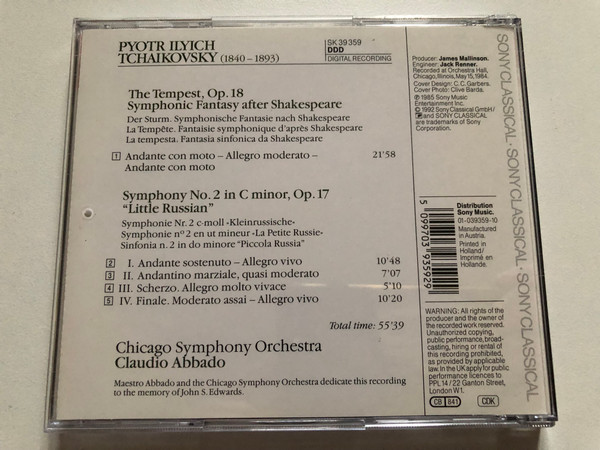 PYOTR ILYICH
TCHAIKOVSKY (1840–1893)
SK 39 359
DDD
DIGITAL RECORDING
The Tempest, Op. 18
Symphonic Fantasy after Shakespeare
Der Sturm. Symphonische Fantasie nach Shakespeare
La Tempête. Fantaisie symphonique d'après Shakespeare
La tempesta. Fantasia sinfonica da Shakespeare
1 Andante con moto – Allegro moderato – 21'58
Andante con moto
Symphony No. 2 in C minor, Op. 17
"Little Russian"
Symphonie Nr. 2 c-moll «Kleinrussische»
Symphonie nº 2 en ut mineur «La Petite Russie»
Sinfonia n. 2 in do minore "Piccola Russia"
2 I. Andante sostenuto – Allegro vivo 10'48
3 II. Andantino marziale, quasi moderato 7'07
4 III. Scherzo. Allegro molto vivace 5'10
5 IV. Finale. Moderato assai – Allegro vivo 10'20
Total time: 55'39
Chicago Symphony Orchestra
Claudio Abbado
Maestro Abbado and the Chicago Symphony Orchestra dedicate this recording
to the memory of John S. Edwards.
Producer: James Mallinson.
Engineer: Jack Renner.
Recorded at Orchestra Hall,
Chicago, Illinois, May 15, 1984.
Cover Design: C.C. Garbers.
Cover Photo: Clive Barda.
℗ 1985 Sony Music
Entertainment Inc.
© 1992 Sony Classical GmbH/
and SONY CLASSICAL
are trademarks of Sony
Corporation.
5 099703 935929
Distribution
Sony Music.
01-039359-10
Manufactured
in Austria.
Printed in
Holland/
Imprimé en
Hollande.
WARNING: All rights of the
producer and the owner of
the recorded work reserved.
Unauthorized copying,
public performance, broad-
casting, hiring or rental of
this recording prohibited,
as provided by applicable
law. In the UK apply for public
performance licences to
PPL 14 / 22 Ganton Street,
London W1.
CB 841
CDK
SONYCLASSICAL · SONYCLASSICAL · SONYCLASSICAL